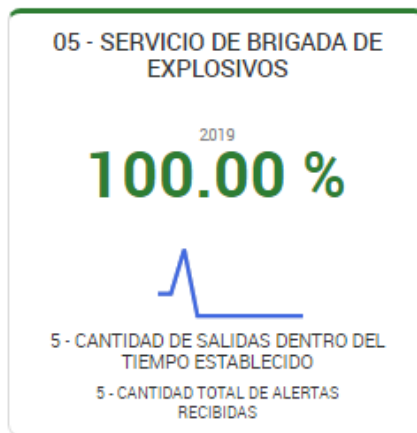 05 - SERVICIO DE BRIGADA DE
EXPLOSIVOS
2019
100.00 %
5 - CANTIDAD DE SALIDAS DENTRO DEL
TIEMPO ESTABLECIDO
5 - CANTIDAD TOTAL DE ALERTAS
RECIBIDAS